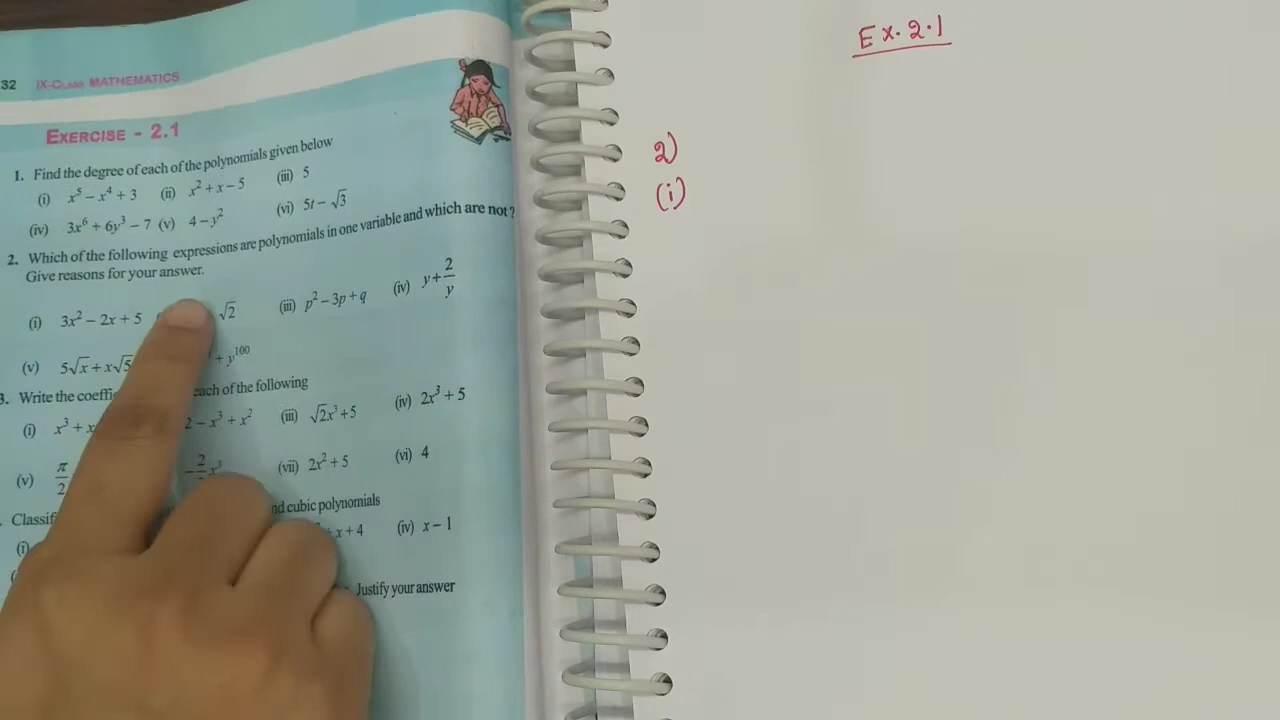 32 IX-Class MATHEMATICS
EXERCISE - 2.1
1. Find the degree of each of the polynomials given below
(i) x⁵ − x⁴ + 3 (ii) x² + x − 5 (iii) 5
(iv) 3x⁶ + 6y³ − 7 (v) 4 − y² (vi) 5t − √3
2. Which of the following expressions are polynomials in one variable and which are not?
Give reasons for your answer.
(i) 3x² − 2x + 5 √2 (iii) p² − 3p + q (iv) y + 2/y
(v) 5√x + x√5 + y¹⁰⁰
3. Write the coeffi each of the following
(i) x³ + x 2 − x³ + x² (iii) √2x³ + 5 (iv) 2x³ + 5
(v) π/2 (vii) 2x² + 5 (vi) 4
Classif nd cubic polynomials
(i) x + 4 (iv) x − 1
Justify your answer
Ex. 2.1
2)
(i)